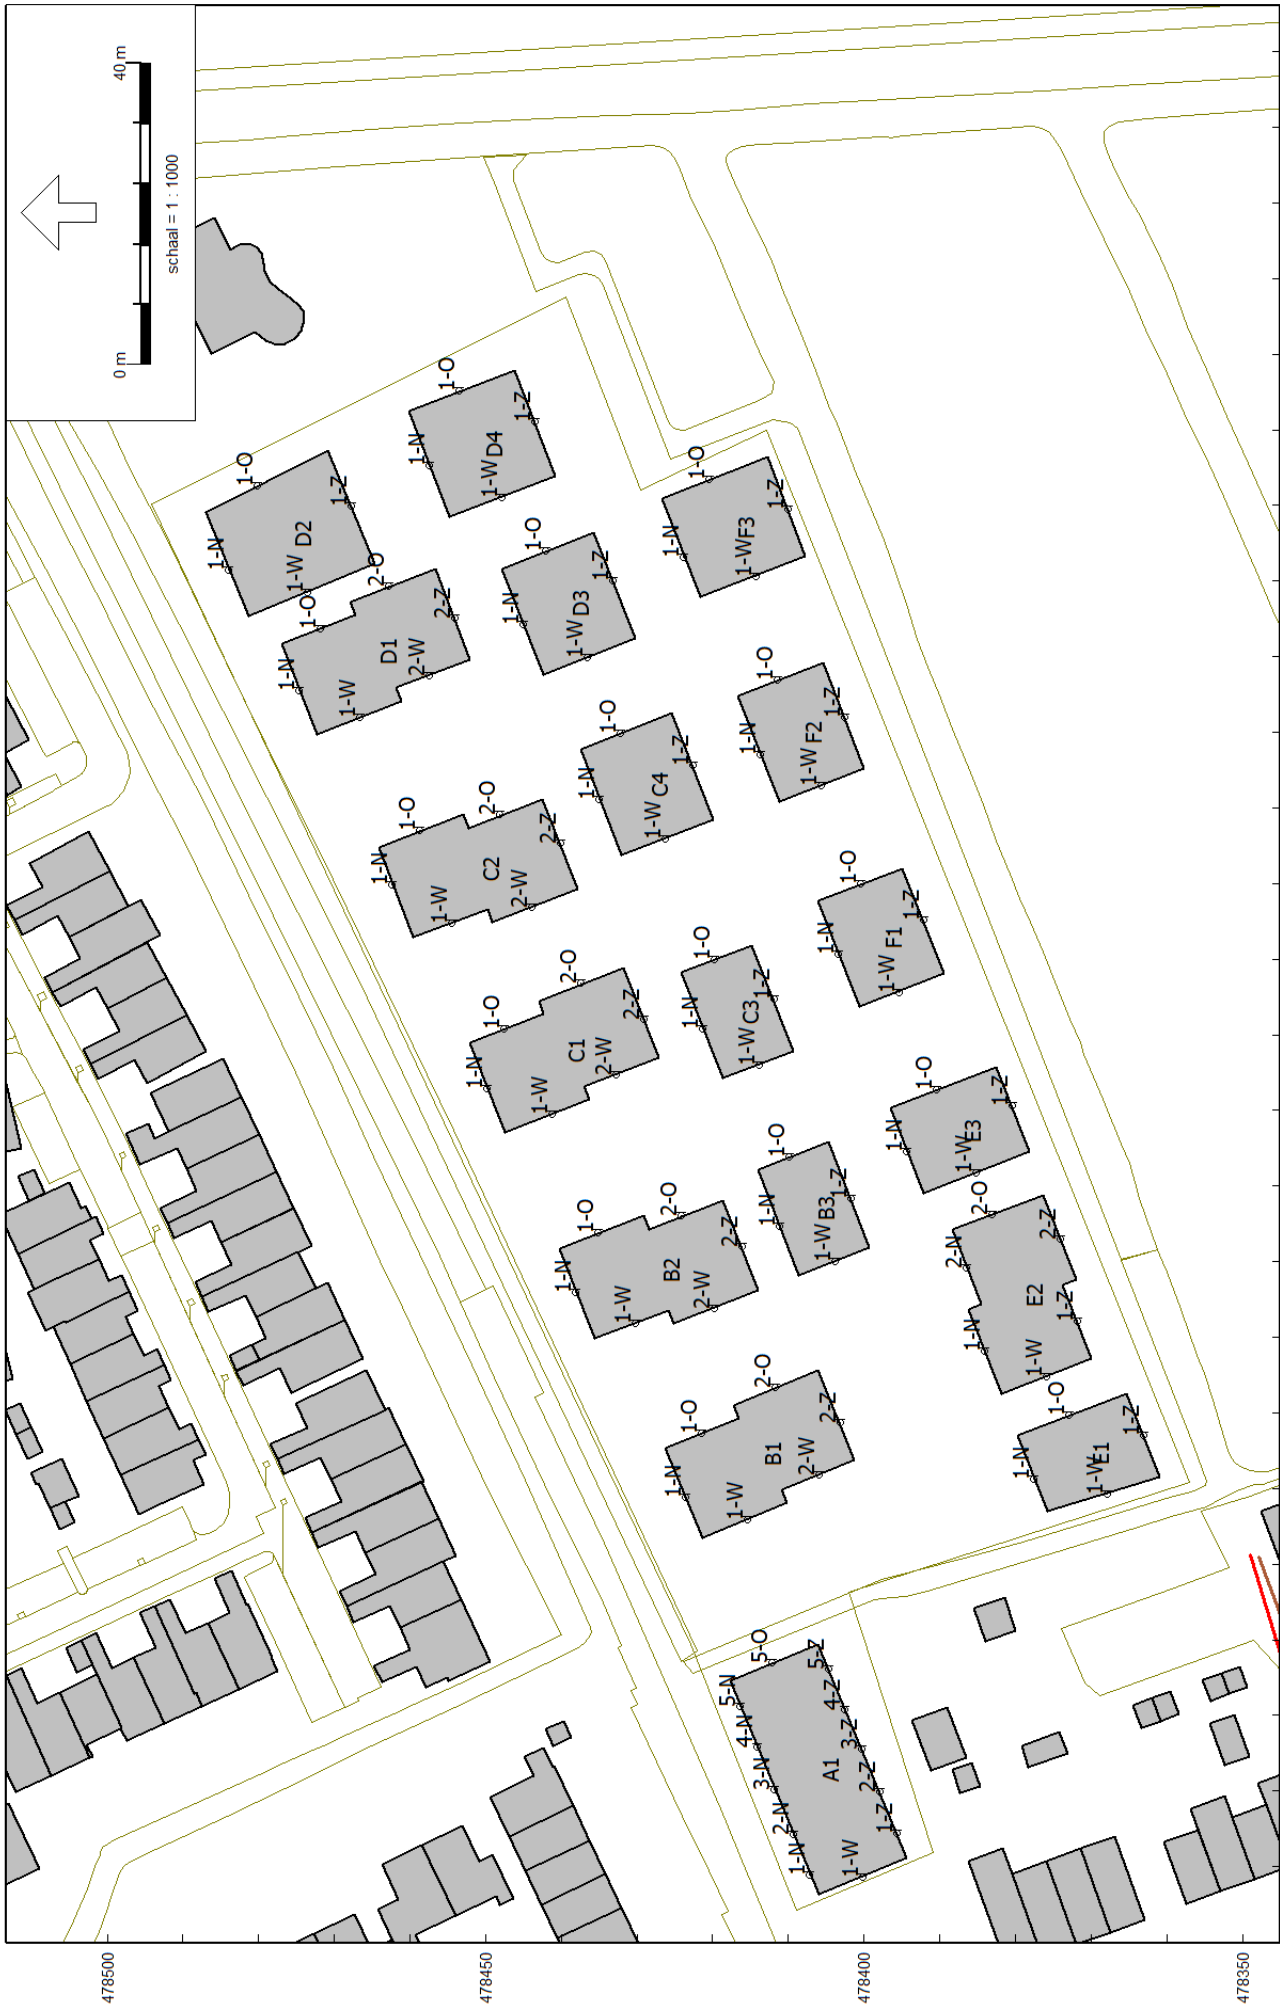 0 m
40 m
schaal = 1 : 1000
1-N
1-O
1-Z
1-W
D2
1-N
1-O
1-Z
1-W
D4
1-N
1-O
2-O
2-Z
2-W
1-W
D1
1-N
1-O
1-Z
1-W
D3
1-N
1-O
1-Z
1-W
F3
1-N
1-O
1-Z
1-W
F2
1-N
1-O
1-Z
1-W
C4
1-N
1-O
2-O
2-Z
2-W
1-W
C2
1-N
1-O
2-O
2-Z
2-W
1-W
C1
1-N
1-O
1-Z
1-W
C3
1-N
1-O
1-Z
1-W
F1
1-N
1-O
1-Z
1-W
E3
1-N
1-O
1-Z
1-W
B3
1-N
1-O
2-O
2-Z
2-W
1-W
B2
1-N
2-N
2-O
2-Z
1-Z
1-W
E2
1-N
1-O
1-Z
1-W
E1
1-N
1-O
2-O
2-Z
2-W
1-W
B1
1-N
2-N
3-N
4-N
5-N
5-O
5-Z
4-Z
3-Z
2-Z
1-Z
1-W
A1
478500
478450
478400
478350